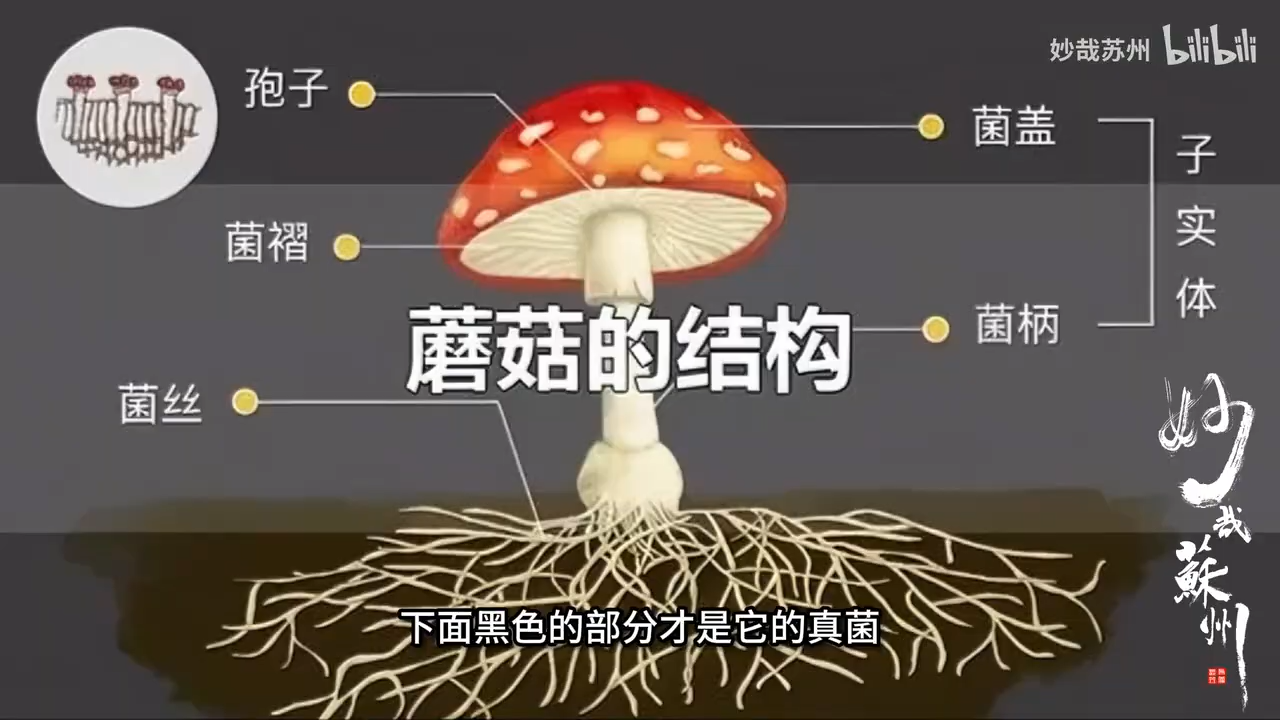 妙哉苏州 bilibili
孢子
菌盖
子实体
菌褶
菌柄
蘑菇的结构
菌丝
妙哉蘇州
下面黑色的部分才是它的真菌